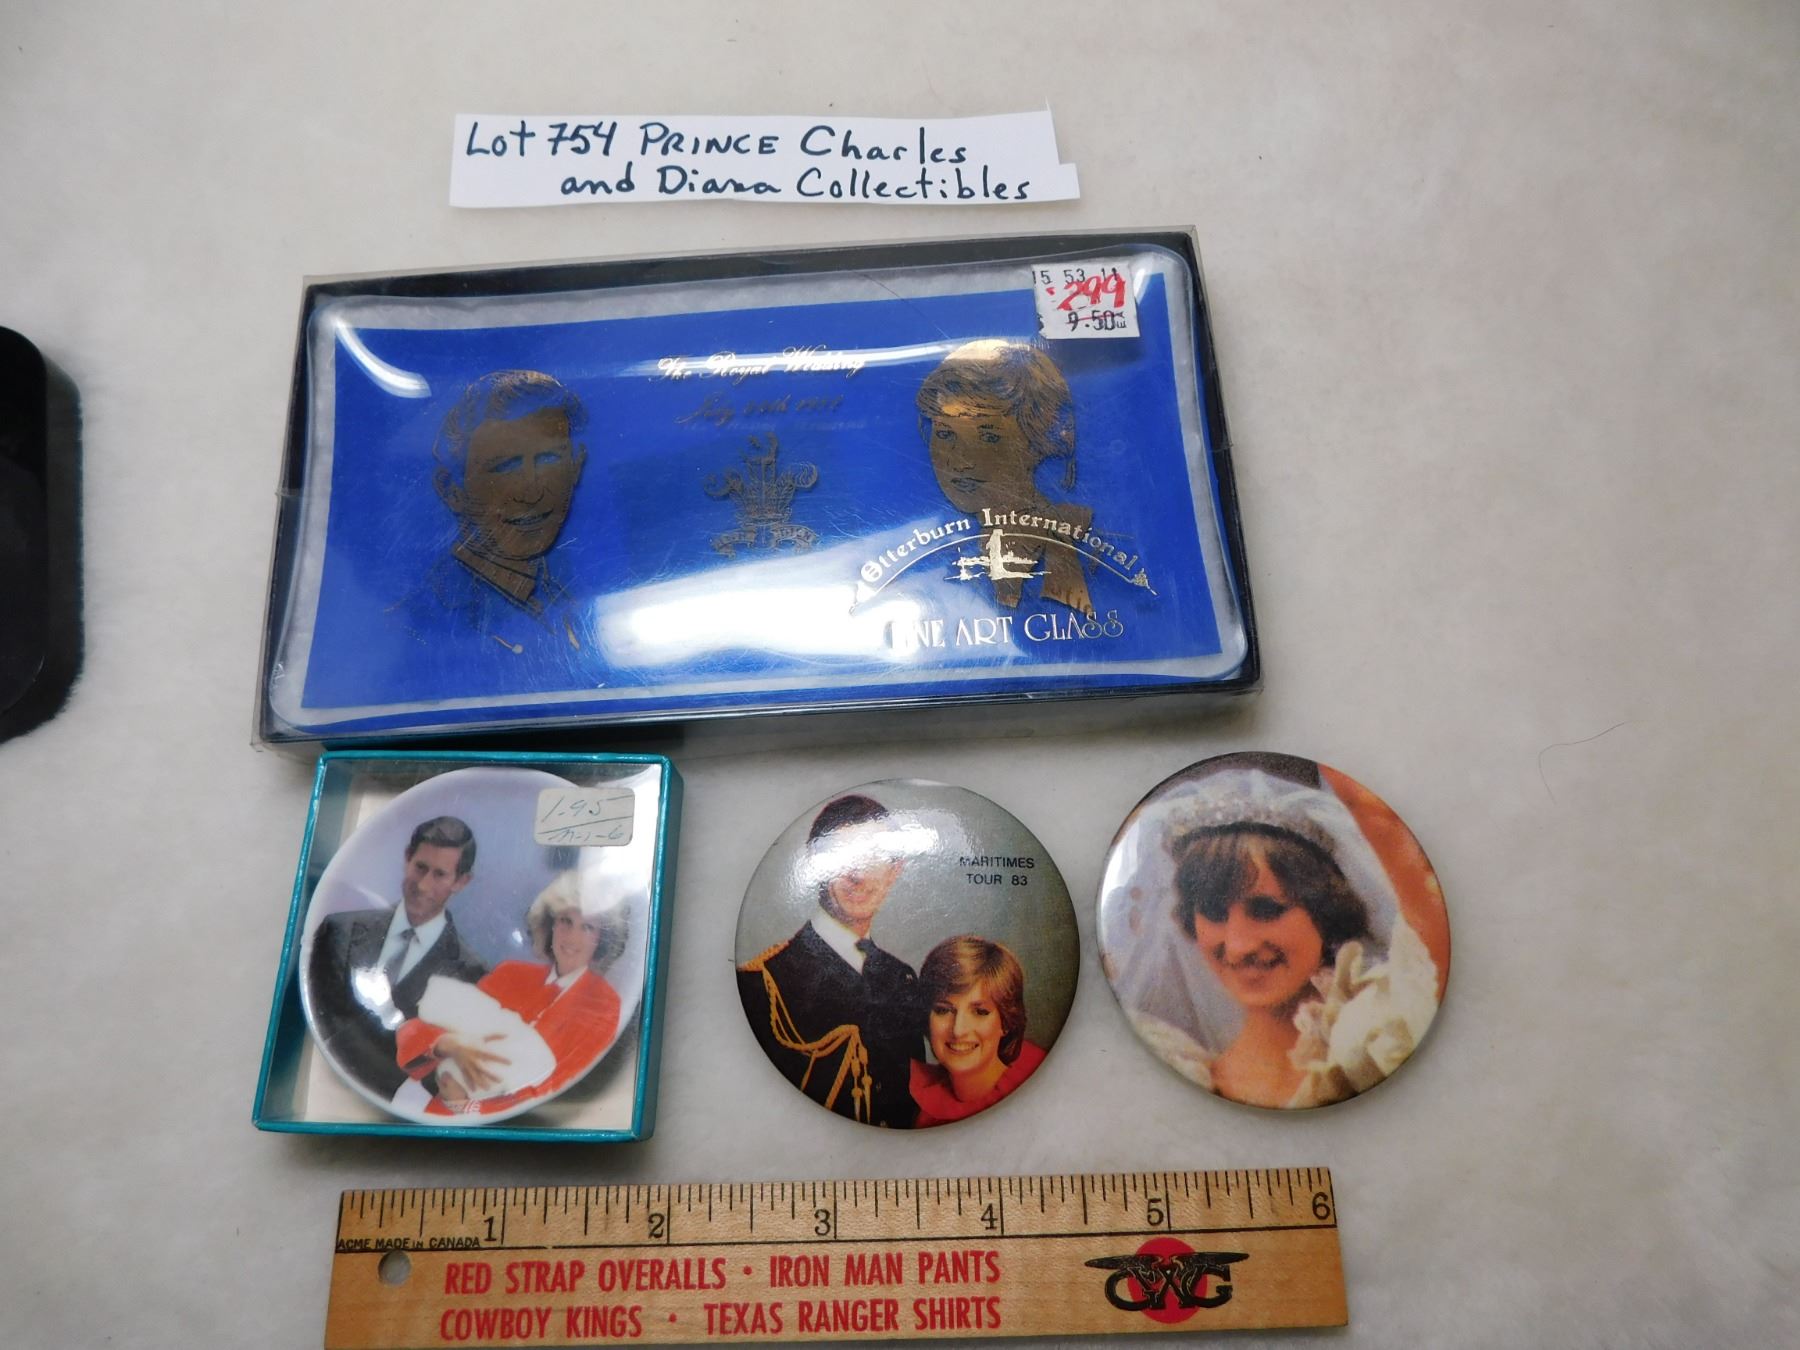 Lot 754 PRINCE Charles
and Diana Collectibles
15 53 11
299
9.50
The Royal Wedding
Otterburn International
FINE ART GLASS
1.95
MARITIMES
TOUR 83
1 2 3 4 5 6
ACME MADE IN CANADA
RED STRAP OVERALLS • IRON MAN PANTS
COWBOY KINGS • TEXAS RANGER SHIRTS
GWG